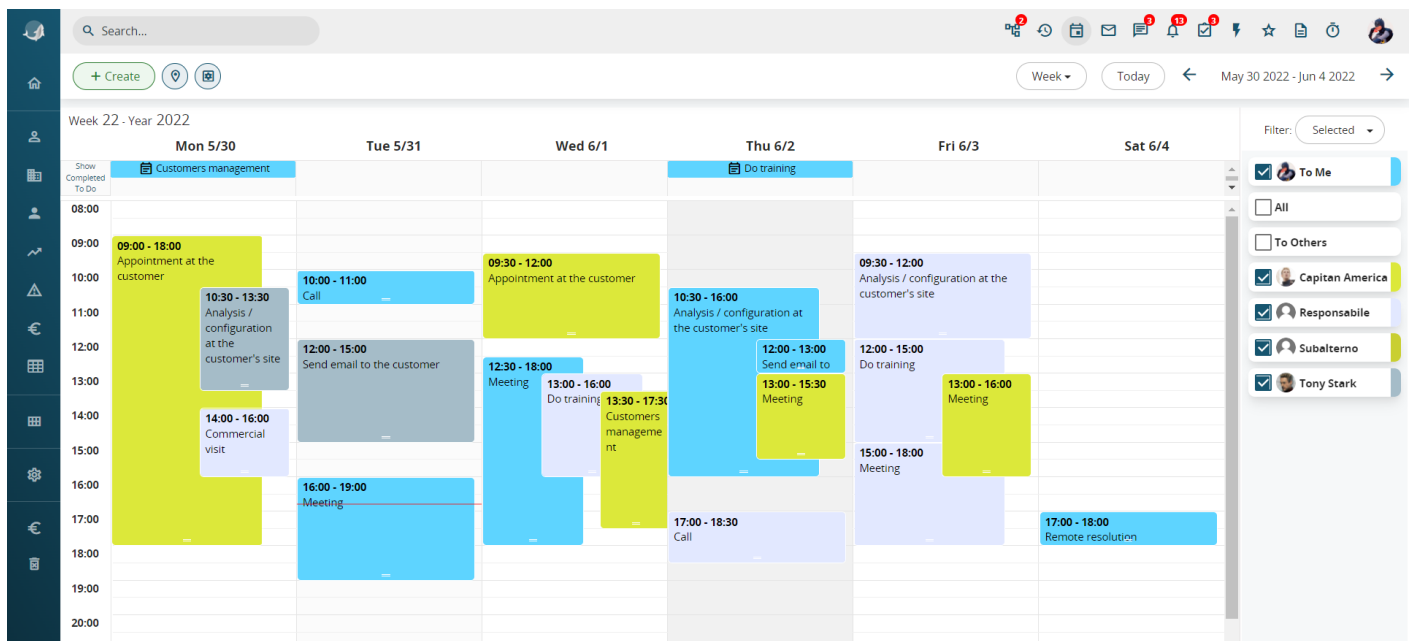 Search...
2
3
13
3
+ Create
Week
Today
May 30 2022 - Jun 4 2022
Week 22 - Year 2022
Mon 5/30
Tue 5/31
Wed 6/1
Thu 6/2
Fri 6/3
Sat 6/4
Show
Completed
To Do
Customers management
Do training
08:00
09:00
10:00
11:00
12:00
13:00
14:00
15:00
16:00
17:00
18:00
19:00
20:00
09:00 - 18:00
Appointment at the
customer
10:30 - 13:30
Analysis /
configuration
at the
customer's site
14:00 - 16:00
Commercial
visit
10:00 - 11:00
Call
12:00 - 15:00
Send email to the customer
16:00 - 19:00
Meeting
09:30 - 12:00
Appointment at the customer
12:30 - 18:00
Meeting
13:00 - 16:00
Do training
13:30 - 17:30
Customers
manageme
nt
10:30 - 16:00
Analysis / configuration at
the customer's site
12:00 - 13:00
Send email to
13:00 - 15:30
Meeting
17:00 - 18:30
Call
09:30 - 12:00
Analysis / configuration at the
customer's site
12:00 - 15:00
Do training
13:00 - 16:00
Meeting
15:00 - 18:00
Meeting
17:00 - 18:00
Remote resolution
Filter:
Selected
To Me
All
To Others
Capitan America
Responsabile
Subalterno
Tony Stark